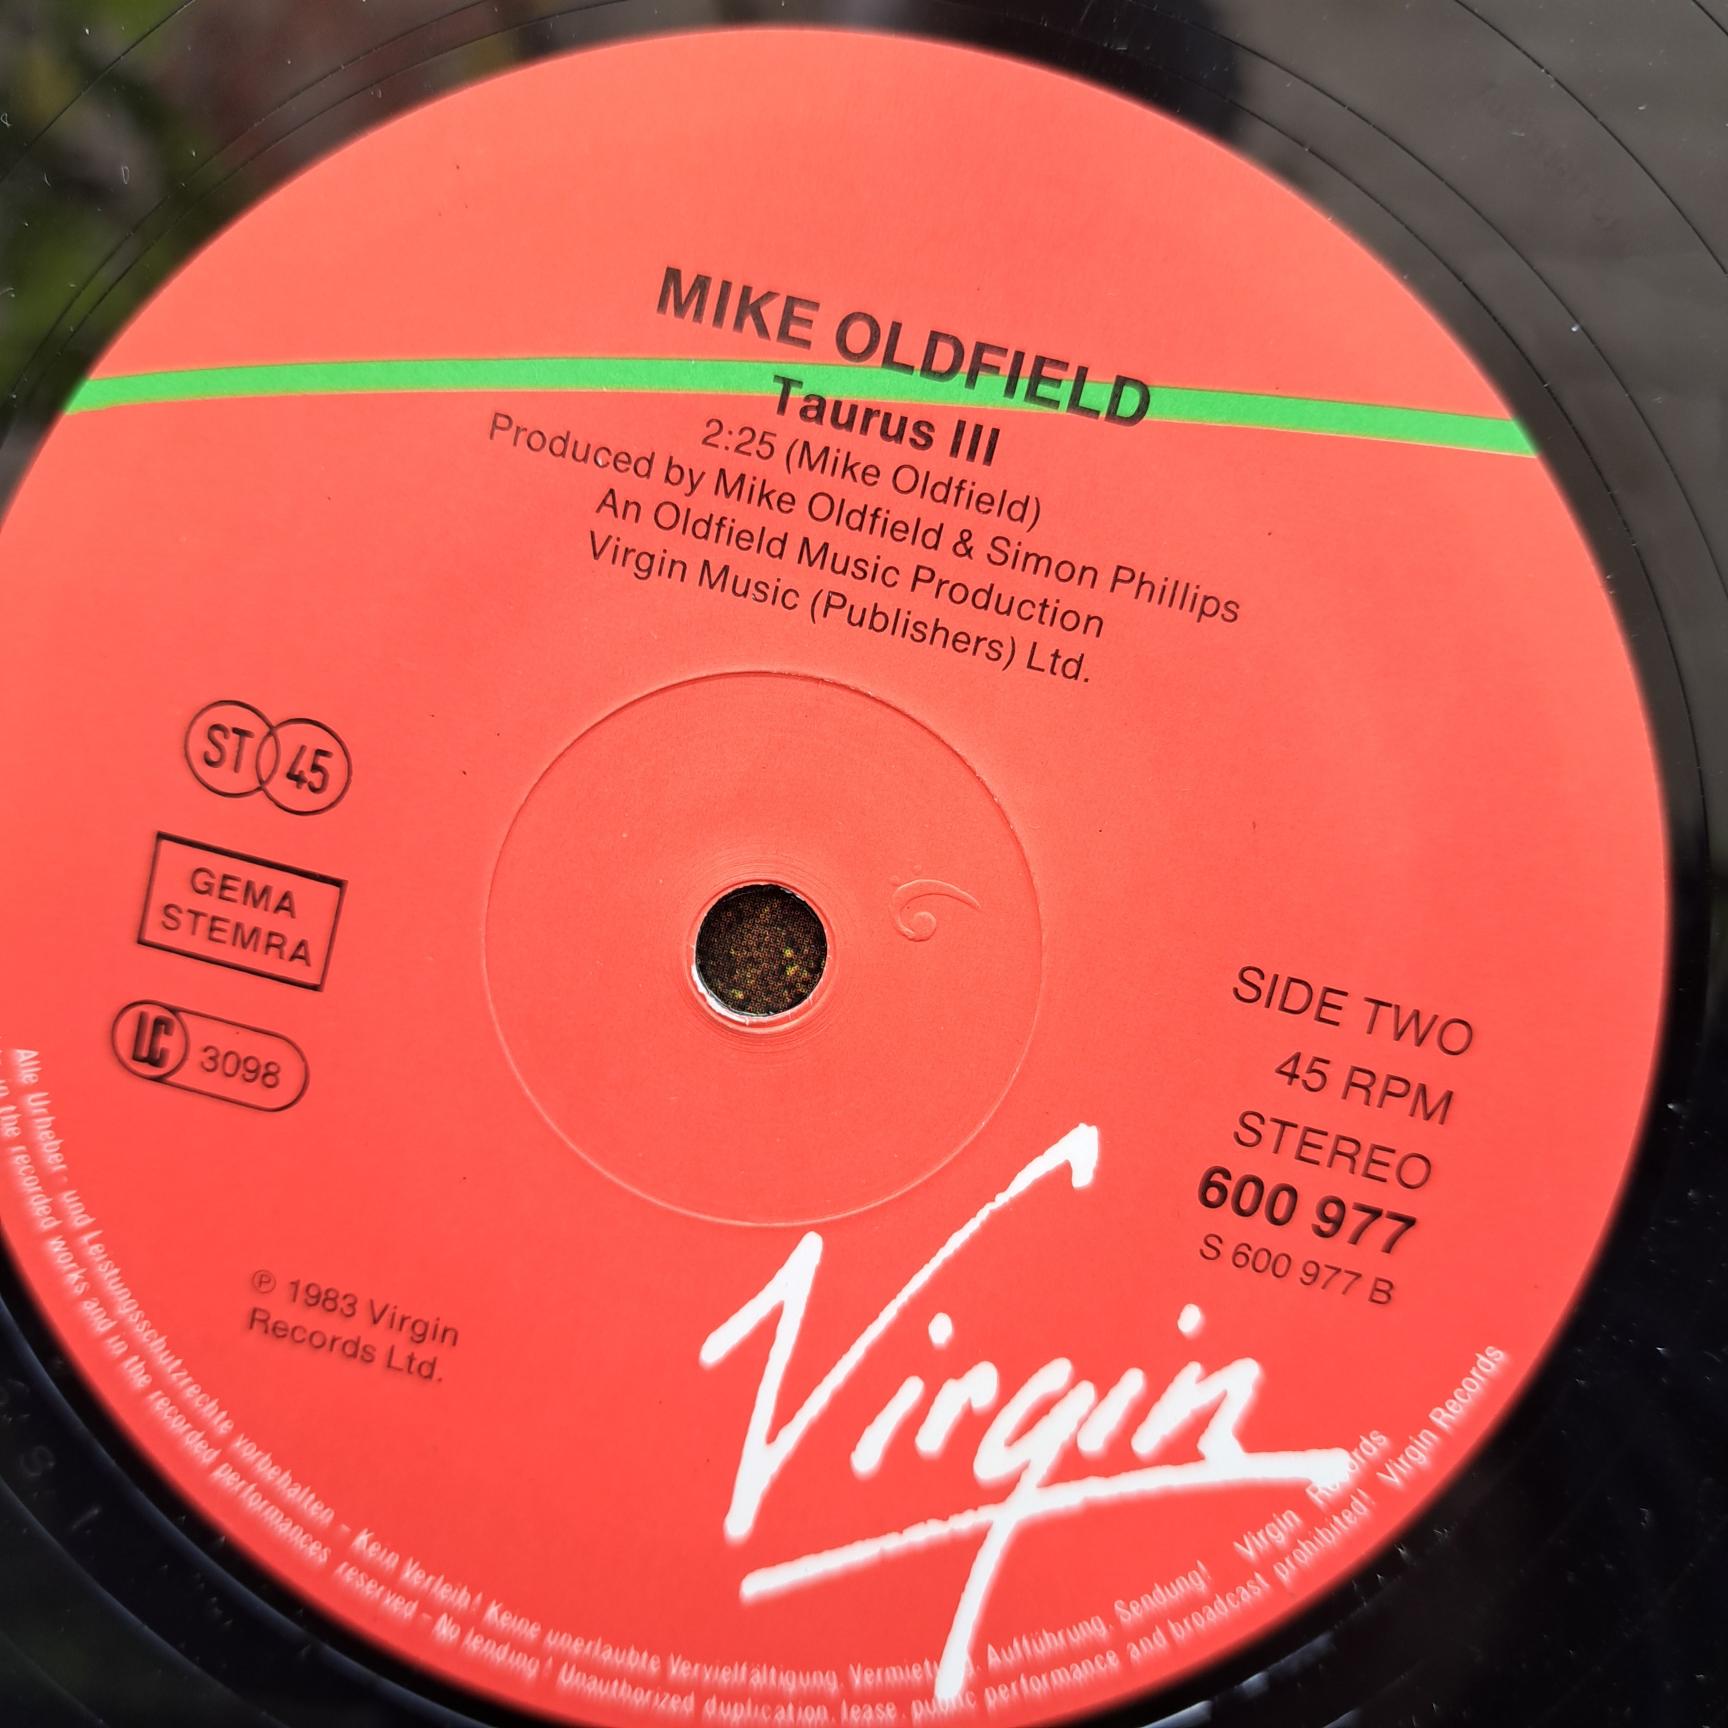 MIKE OLDFIELD
Taurus III
2:25 (Mike Oldfield)
Produced by Mike Oldfield & Simon Phillips
An Oldfield Music Production
Virgin Music (Publishers) Ltd.
ST 45
GEMA
STEMRA
LC 3098
SIDE TWO
45 RPM
STEREO
600 977
S 600 977 B
℗ 1983 Virgin
Records Ltd.
Virgin
Alle Urheber- und Leistungsschutzrechte vorbehalten - Kein Verleih! Keine unerlaubte Vervielfältigung, Vermietung, Aufführung, Sendung! Virgin Records
in the recorded works and in the recorded performances reserved - No lending! Unauthorized duplication, lease, public performance and broadcast prohibited! Virgin Records